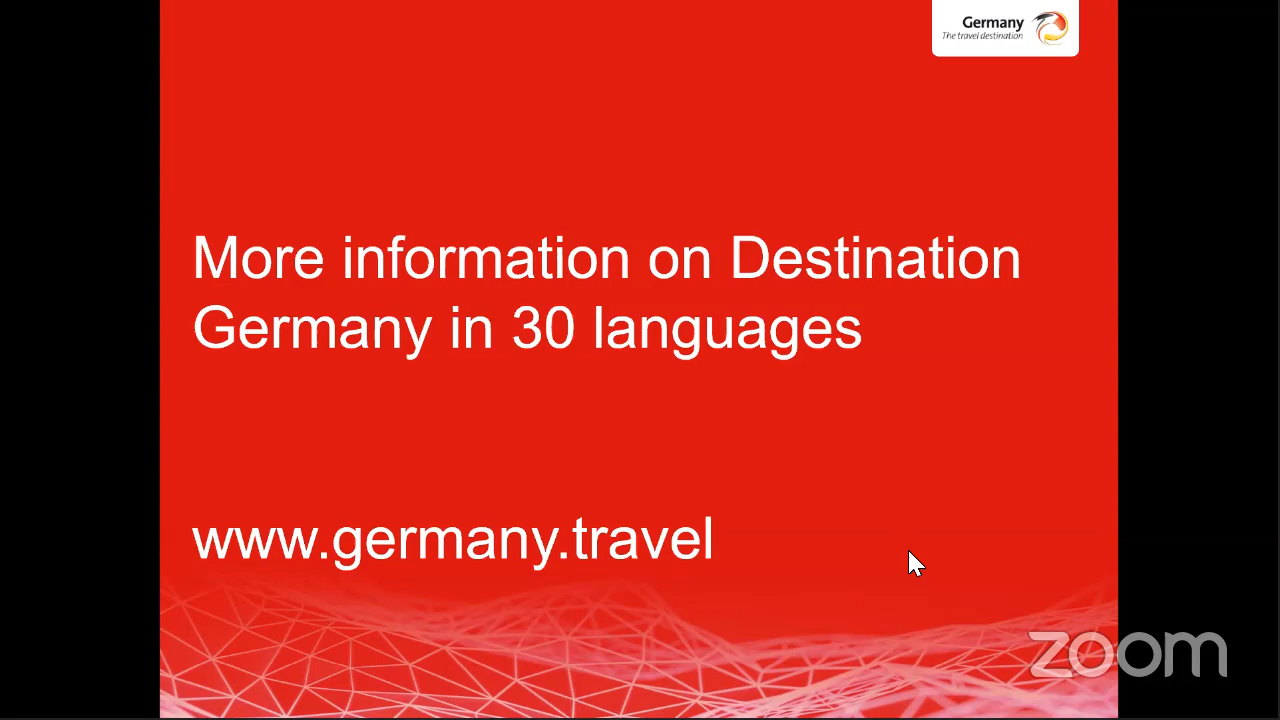 Germany
The travel destination
More information on Destination
Germany in 30 languages
www.germany.travel
zoom